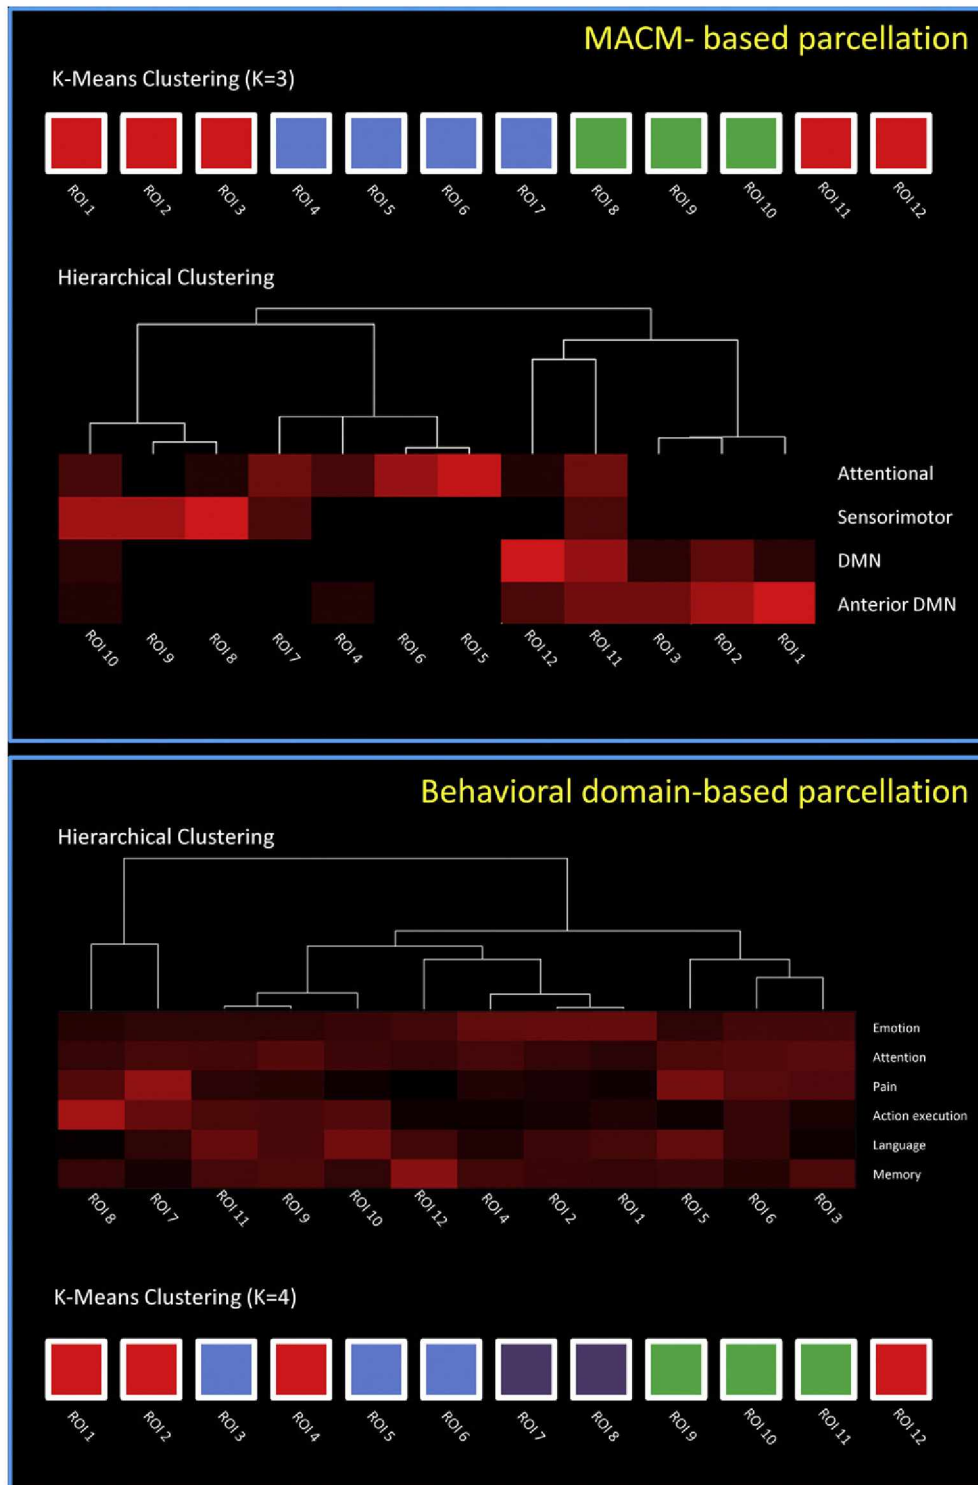 MACM- based parcellation
K-Means Clustering (K=3)
ROI 1 ROI 2 ROI 3 ROI 4 ROI 5 ROI 6 ROI 7 ROI 8 ROI 9 ROI 10 ROI 11 ROI 12
Hierarchical Clustering
Attentional
Sensorimotor
DMN
Anterior DMN
ROI 10 ROI 9 ROI 8 ROI 7 ROI 4 ROI 6 ROI 5 ROI 12 ROI 11 ROI 3 ROI 2 ROI 1
Behavioral domain-based parcellation
Hierarchical Clustering
Emotion
Attention
Pain
Action execution
Language
Memory
ROI 8 ROI 7 ROI 11 ROI 9 ROI 10 ROI 12 ROI 4 ROI 2 ROI 1 ROI 5 ROI 6 ROI 3
K-Means Clustering (K=4)
ROI 1 ROI 2 ROI 3 ROI 4 ROI 5 ROI 6 ROI 7 ROI 8 ROI 9 ROI 10 ROI 11 ROI 12